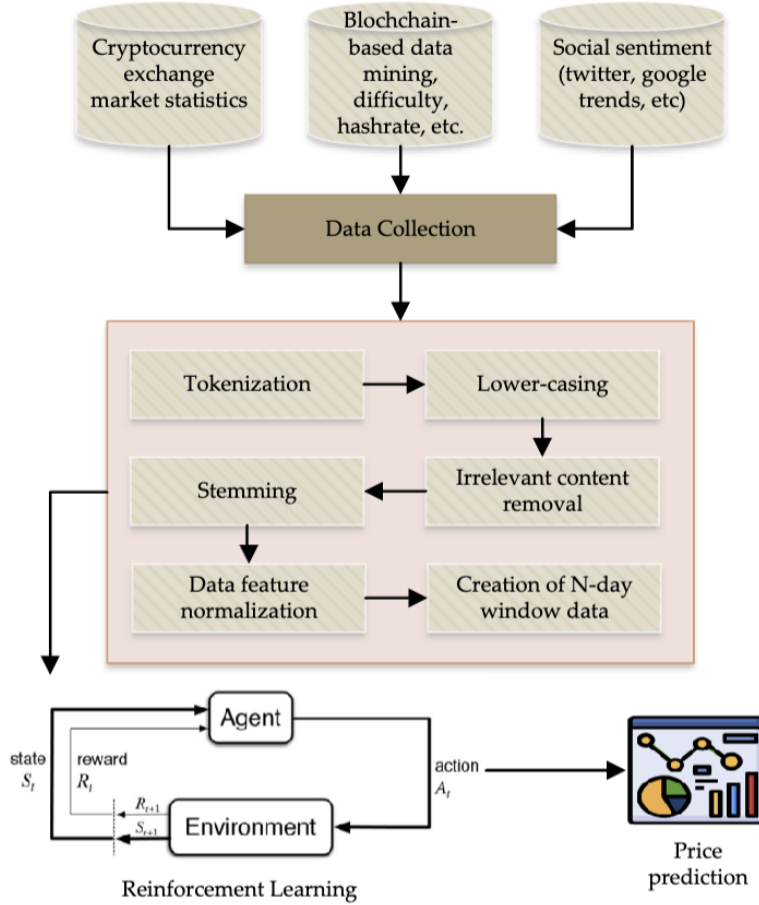 Cryptocurrency
exchange
market statistics
Blochchain-
based data
mining,
difficulty,
hashrate, etc.
Social sentiment
(twitter, google
trends, etc)
Data Collection
Tokenization
Lower-casing
Irrelevant content
removal
Stemming
Data feature
normalization
Creation of N-day
window data
Agent
state
S_t
reward
R_t
action
A_t
R_{t+1}
S_{t+1}
Environment
Reinforcement Learning
Price
prediction